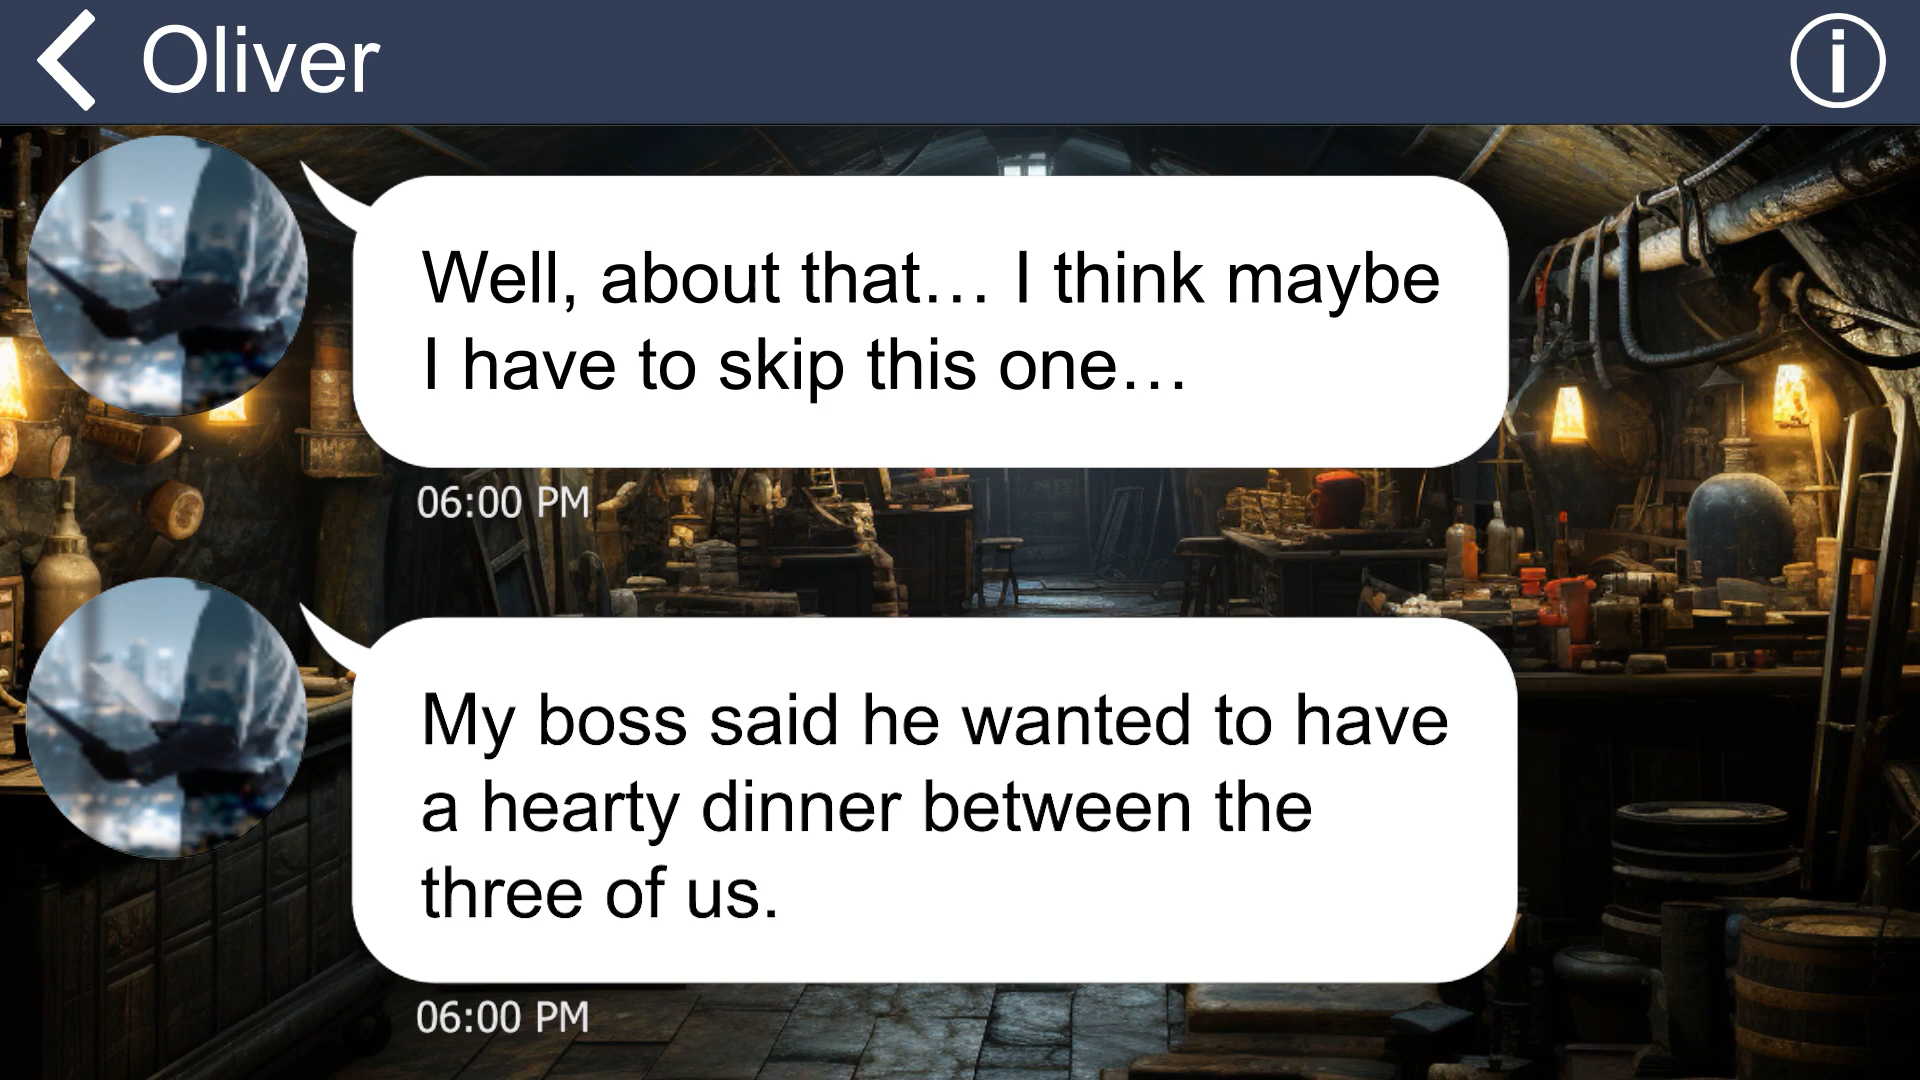 Oliver
Well, about that… I think maybe
I have to skip this one…
06:00 PM
My boss said he wanted to have
a hearty dinner between the
three of us.
06:00 PM